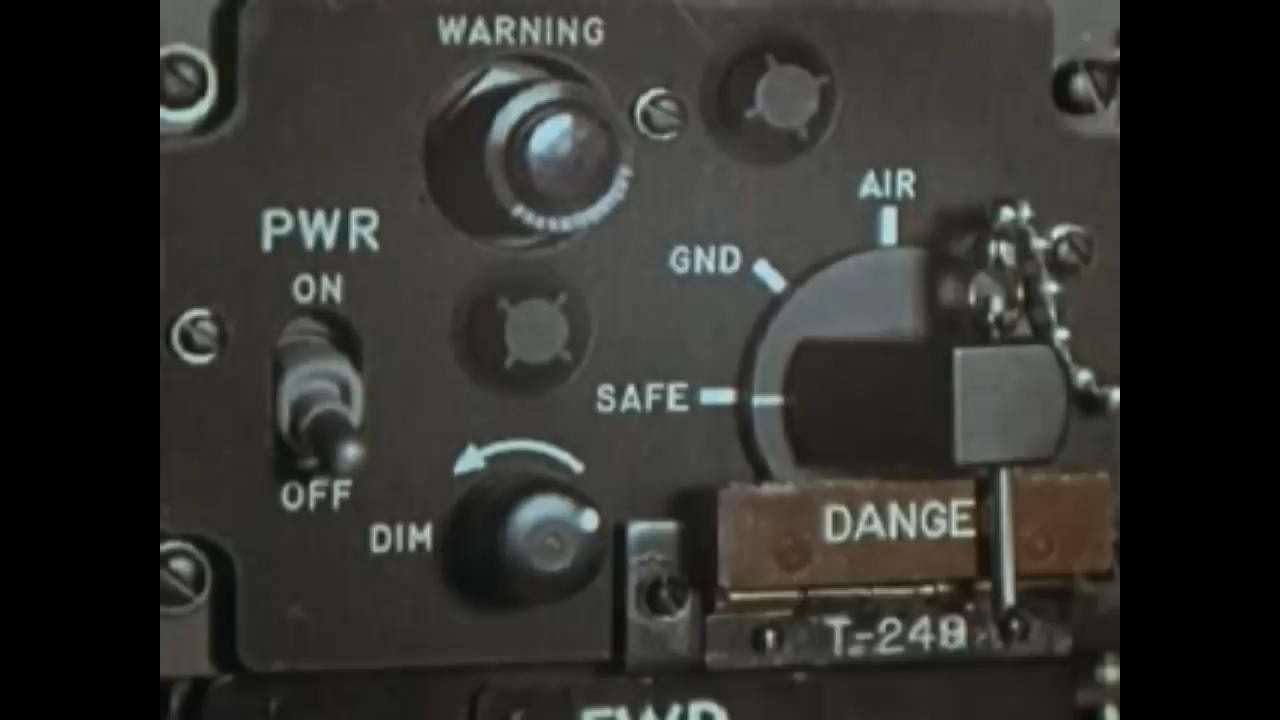 WARNING
AIR
PWR
GND
ON
SAFE
OFF
DANGE
DIM
T-249